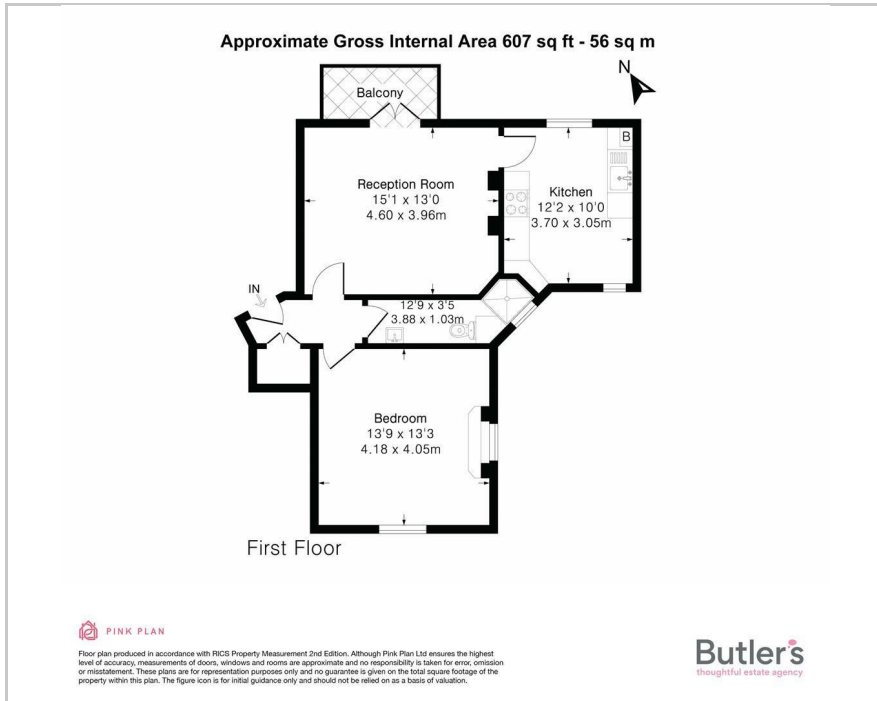 Approximate Gross Internal Area 607 sq ft - 56 sq m
N
Balcony
B
Reception Room
15'1 x 13'0
4.60 x 3.96m
Kitchen
12'2 x 10'0
3.70 x 3.05m
IN
12'9 x 3'5
3.88 x 1.03m
Bedroom
13'9 x 13'3
4.18 x 4.05m
First Floor
PINK PLAN
Floor plan produced in accordance with RICS Property Measurement 2nd Edition. Although Pink Plan Ltd ensures the highest
level of accuracy, measurements of doors, windows and rooms are approximate and no responsibility is taken for error, omission
or misstatement. These plans are for representation purposes only and no guarantee is given on the total square footage of the
property within this plan. The figure icon is for initial guidance only and should not be relied on as a basis of valuation.
Butler's
thoughtful estate agency